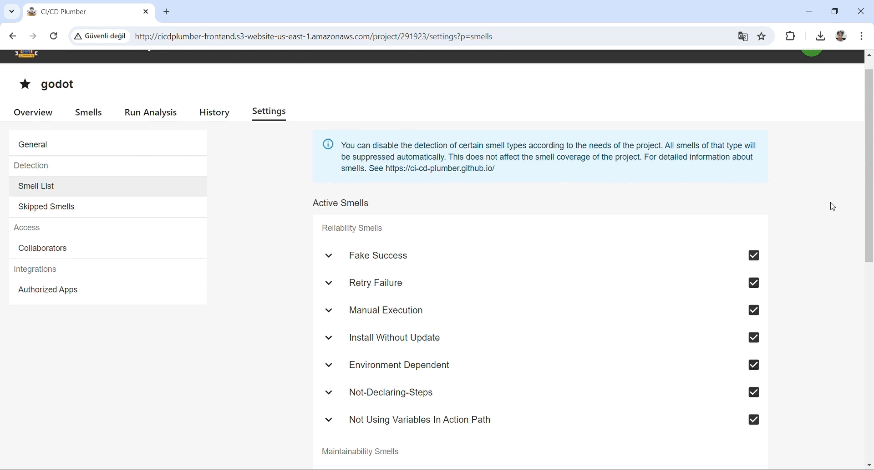 CI/CD Plumber
Güvenli değil
http://cicdplumber-frontend.s3-website-us-east-1.amazonaws.com/project/291923/settings?p=smells
godot
Overview Smells Run Analysis History Settings
General
Detection
Smell List
Skipped Smells
Access
Collaborators
Integrations
Authorized Apps
You can disable the detection of certain smell types according to the needs of the project. All smells of that type will
be suppressed automatically. This does not affect the smell coverage of the project. For detailed information about
smells. See https://ci-cd-plumber.github.io/
Active Smells
Reliability Smells
Fake Success
Retry Failure
Manual Execution
Install Without Update
Environment Dependent
Not-Declaring-Steps
Not Using Variables In Action Path
Maintainability Smells